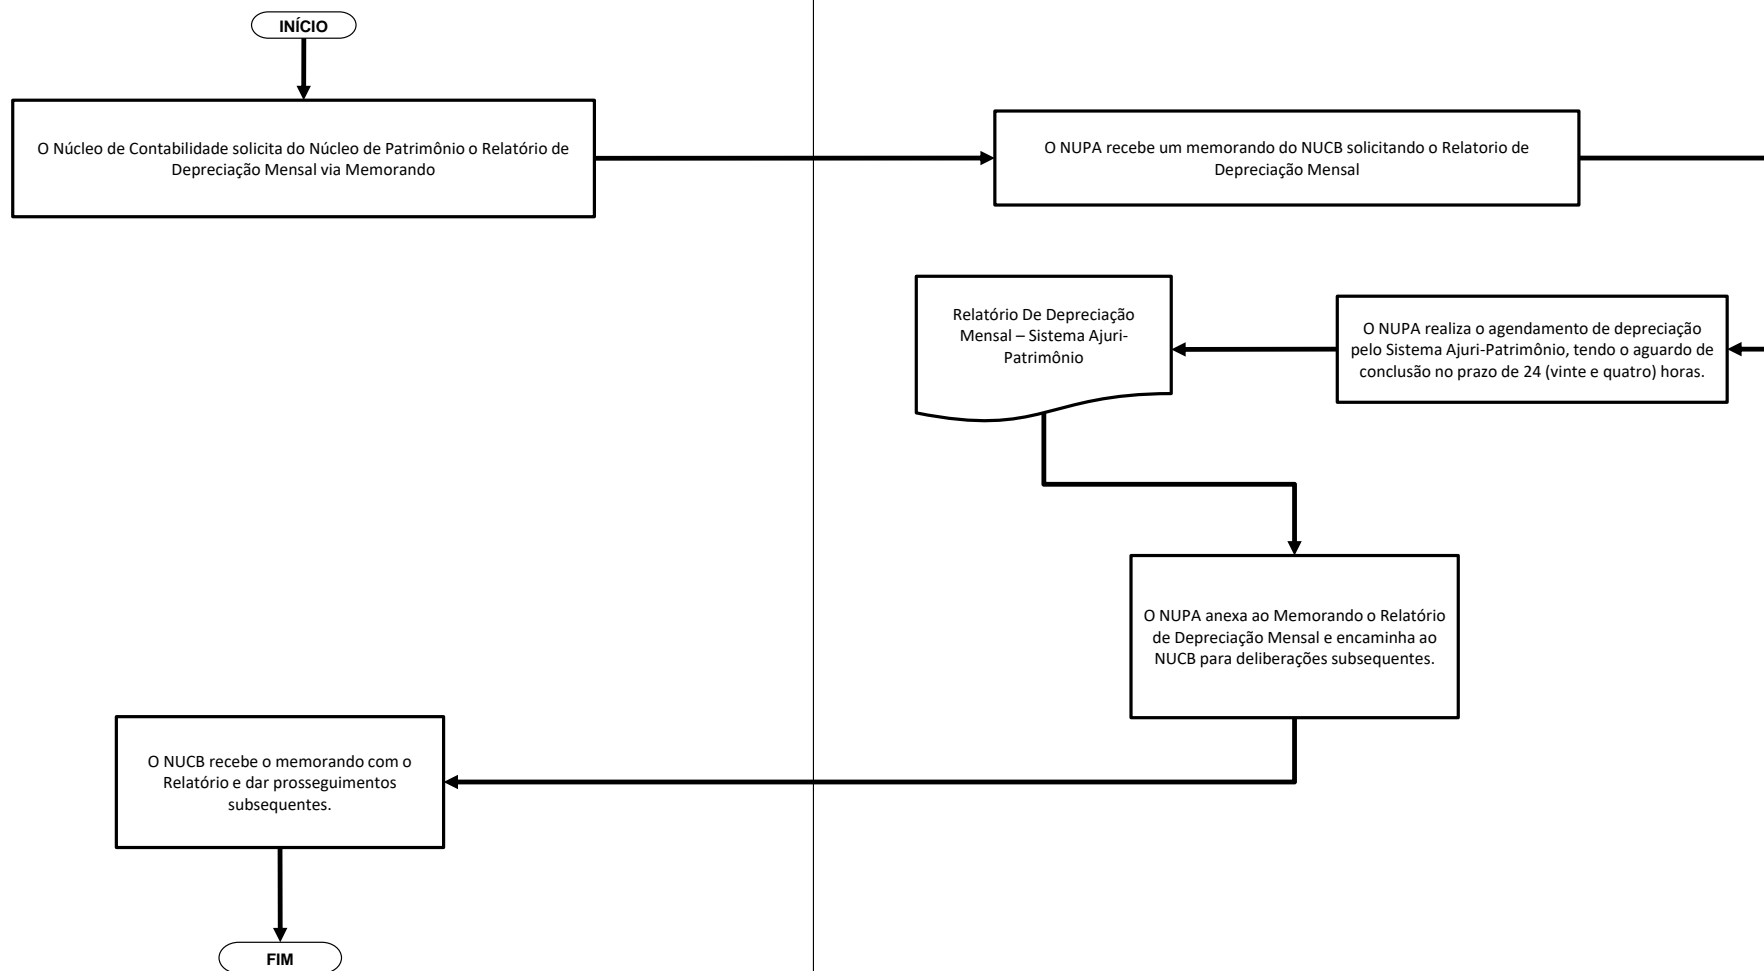 INÍCIO
O Núcleo de Contabilidade solicita do Núcleo de Patrimônio o Relatório de
Depreciação Mensal via Memorando
O NUPA recebe um memorando do NUCB solicitando o Relatorio de
Depreciação Mensal
O NUPA realiza o agendamento de depreciação
pelo Sistema Ajuri-Patrimônio, tendo o aguardo de
conclusão no prazo de 24 (vinte e quatro) horas.
Relatório De Depreciação
Mensal – Sistema Ajuri-
Patrimônio
O NUPA anexa ao Memorando o Relatório
de Depreciação Mensal e encaminha ao
NUCB para deliberações subsequentes.
O NUCB recebe o memorando com o
Relatório e dar prosseguimentos
subsequentes.
FIM